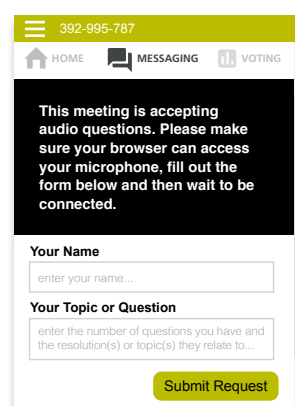 392-995-787
HOME MESSAGING VOTING
This meeting is accepting
audio questions. Please make
sure your browser can access
your microphone, fill out the
form below and then wait to be
connected.
Your Name
enter your name...
Your Topic or Question
enter the number of questions you have and
the resolution(s) or topic(s) they relate to...
Submit Request